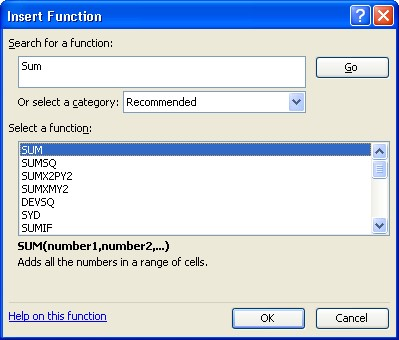 Insert Function
Search for a function:
Sum
Go
Or select a category: Recommended
Select a function:
SUM
SUMSQ
SUMX2PY2
SUMXMY2
DEVSQ
SYD
SUMIF
SUM(number1,number2,...)
Adds all the numbers in a range of cells.
Help on this function
OK
Cancel